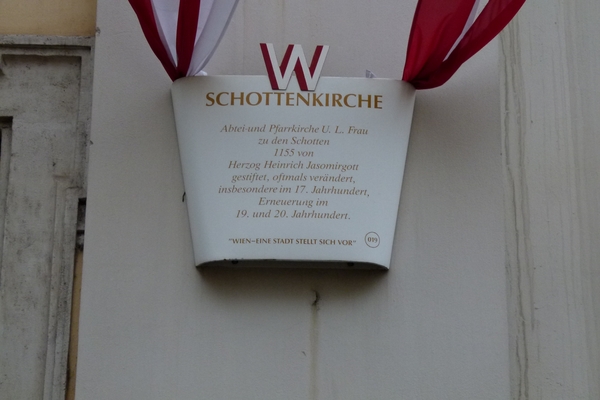 W
SCHOTTENKIRCHE
Abtei und Pfarrkirche U. L. Frau
zu den Schotten
1155 von
Herzog Heinrich Jasomirgott
gestiftet, oftmals verändert,
insbesondere im 17. Jahrhundert,
Erneuerung im
19. und 20. Jahrhundert.
"WIEN–EINE STADT STELLT SICH VOR"